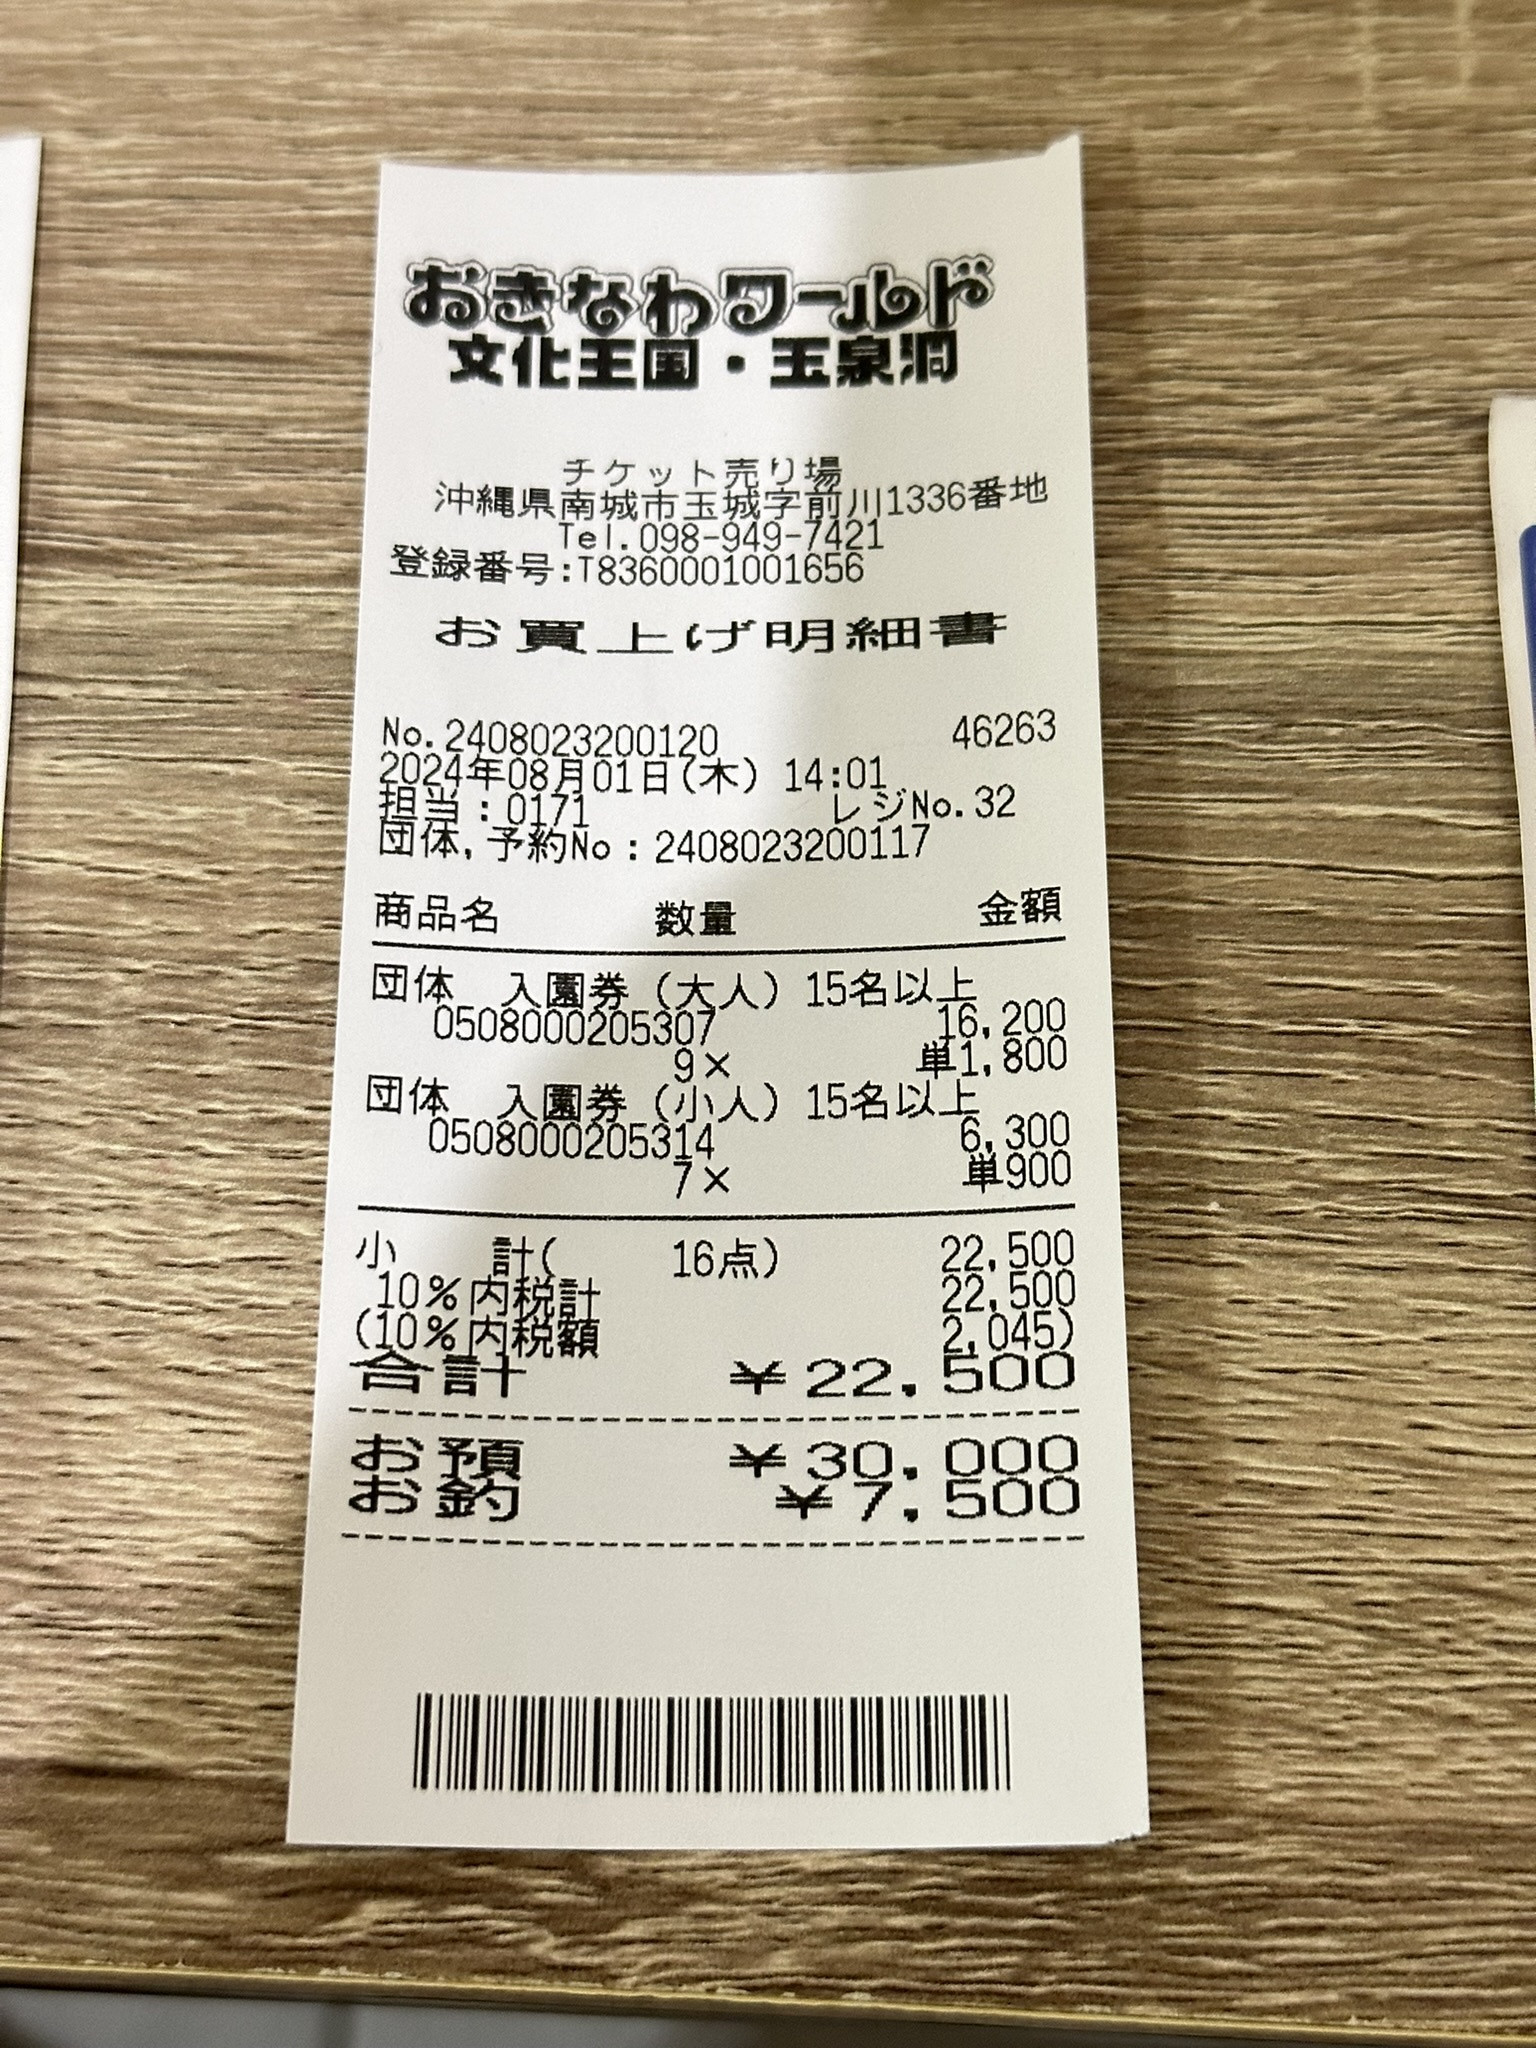 おきなわワールド
文化王国・玉泉洞
チケット売り場
沖縄県南城市玉城字前川1336番地
Tel.098-949-7421
登録番号:T8360001001656
お買上げ明細書
No.2408023200120 46263
2024年08月01日(木) 14:01
担当:0171 レジNo.32
団体,予約No:2408023200117
商品名 数量 金額
団体 入園券(大人)15名以上
0508000205307 16,200
9× 単1,800
団体 入園券(小人)15名以上
0508000205314 6,300
7× 単900
小 計( 16点) 22,500
10%内税計 22,500
(10%内税額 2,045)
合計 ¥22,500
お預 ¥30,000
お釣 ¥7,500